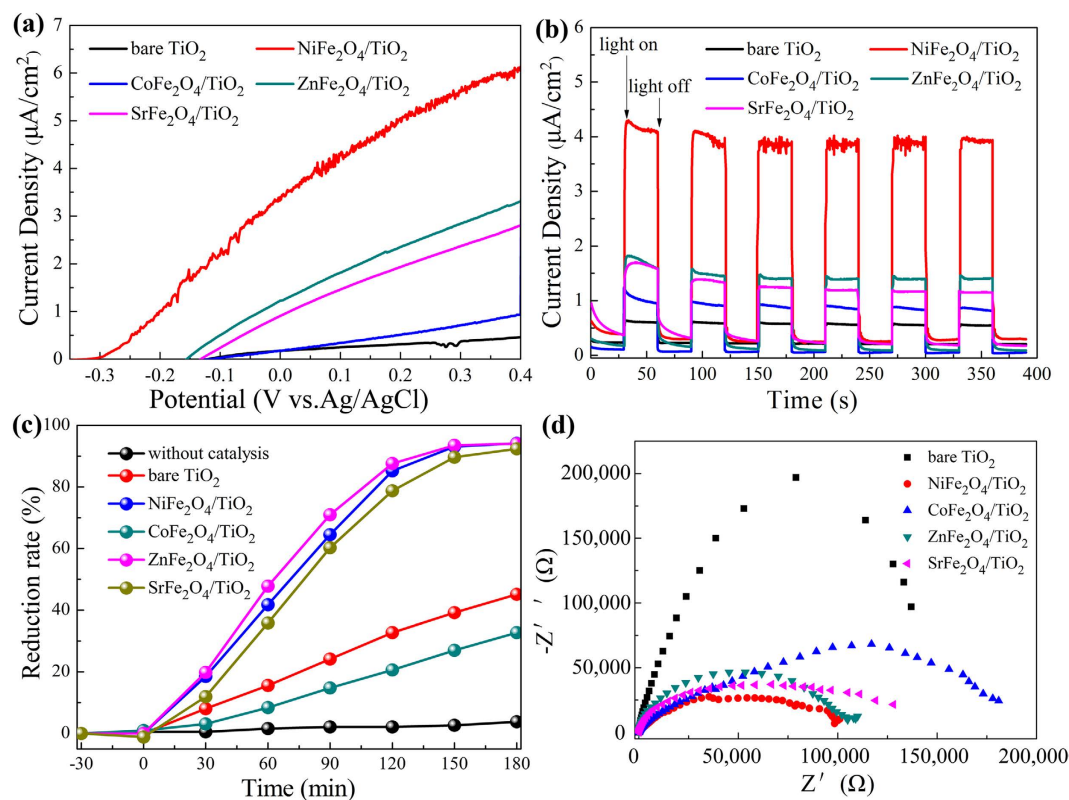 (a)
7
6
5
4
3
2
1
0
Current Density (μA/cm²)
bare TiO₂
NiFe₂O₄/TiO₂
CoFe₂O₄/TiO₂
ZnFe₂O₄/TiO₂
SrFe₂O₄/TiO₂
-0.3 -0.2 -0.1 0.0 0.1 0.2 0.3 0.4
Potential (V vs.Ag/AgCl)
(b)
6
5
4
3
2
1
0
Current Density (μA/cm²)
light on
light off
bare TiO₂
NiFe₂O₄/TiO₂
CoFe₂O₄/TiO₂
ZnFe₂O₄/TiO₂
SrFe₂O₄/TiO₂
0 50 100 150 200 250 300 350 400
Time (s)
(c)
100
80
60
40
20
0
Reduction rate (%)
without catalysis
bare TiO₂
NiFe₂O₄/TiO₂
CoFe₂O₄/TiO₂
ZnFe₂O₄/TiO₂
SrFe₂O₄/TiO₂
-30 0 30 60 90 120 150 180
Time (min)
(d)
200,000
150,000
100,000
50,000
0
-Z′ ′ (Ω)
bare TiO₂
NiFe₂O₄/TiO₂
CoFe₂O₄/TiO₂
ZnFe₂O₄/TiO₂
SrFe₂O₄/TiO₂
0 50,000 100,000 150,000 200,000
Z′ (Ω)